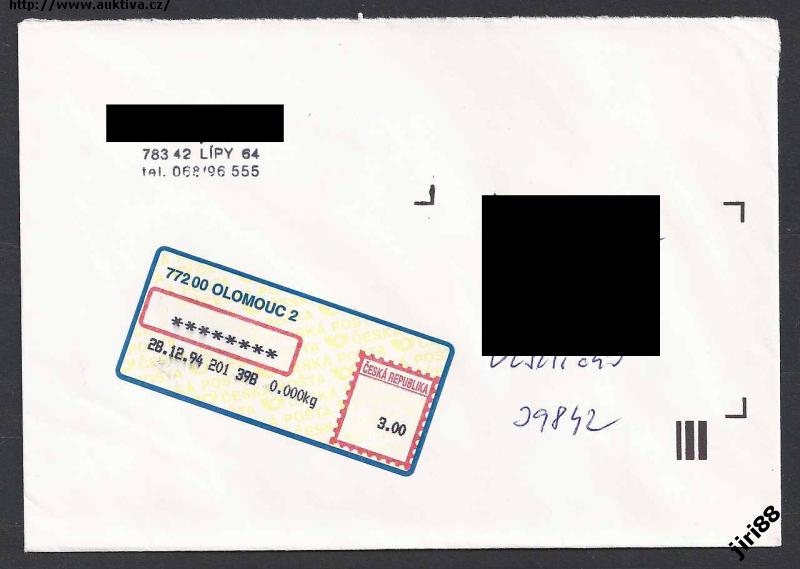 http://www.auktiva.cz/
783 42 LÍPY 64
tel. 068/96 555
772 00 OLOMOUC 2
********
28.12.94 201 39B 0.000kg
ČESKÁ REPUBLIKA
3.00
39842
jiri88